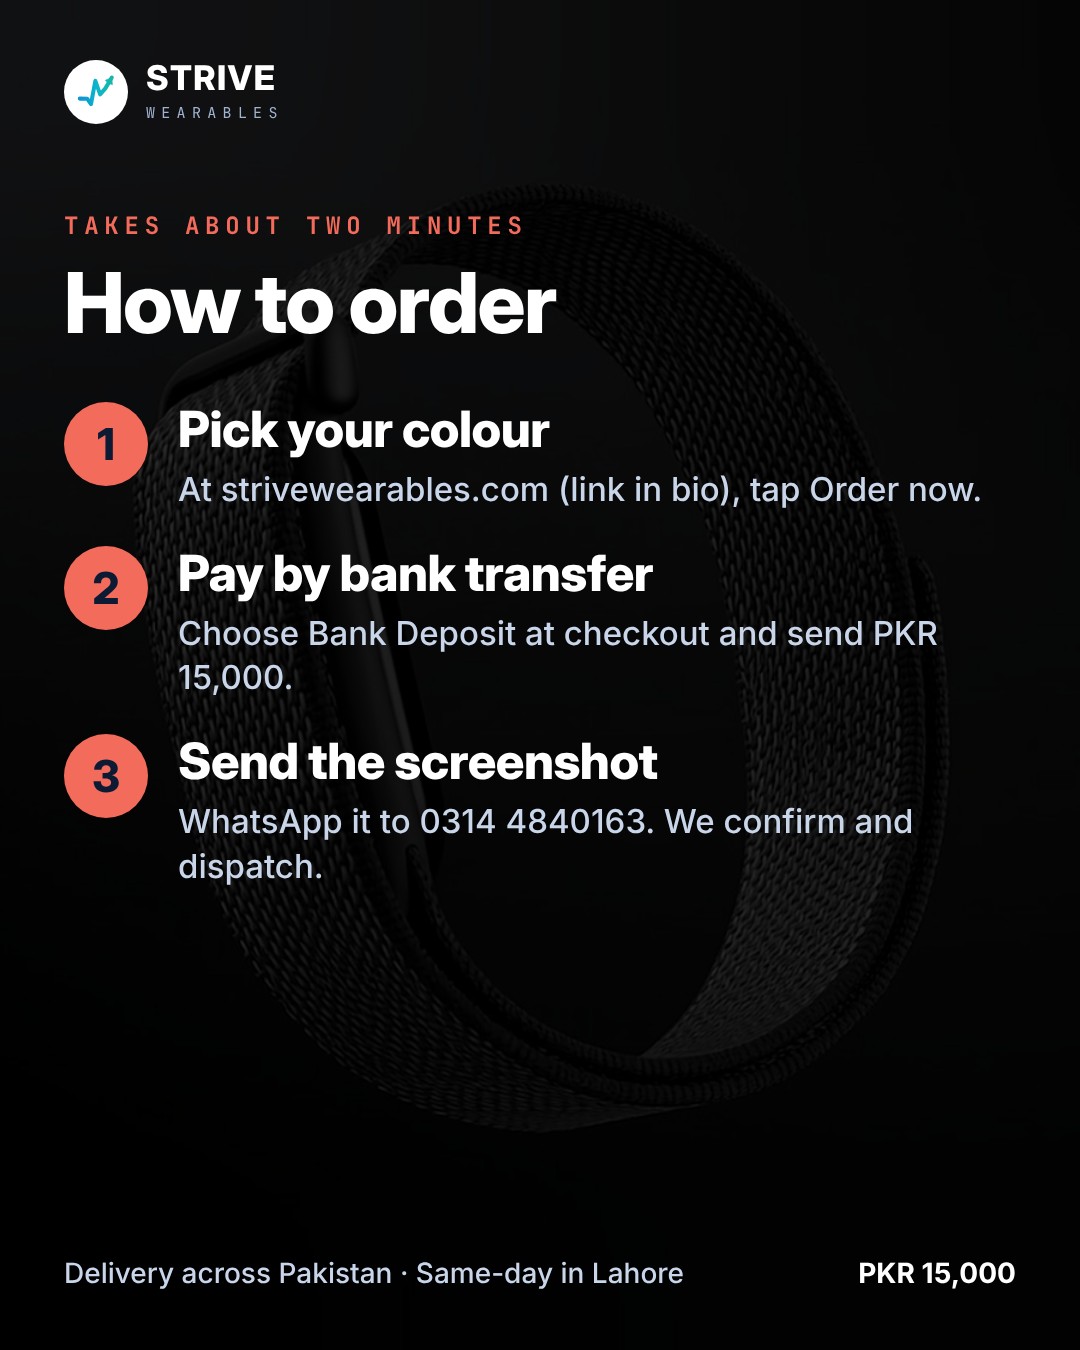 STRIVE
WEARABLES
TAKES ABOUT TWO MINUTES
How to order
1
Pick your colour
At strivewearables.com (link in bio), tap Order now.
2
Pay by bank transfer
Choose Bank Deposit at checkout and send PKR
15,000.
3
Send the screenshot
WhatsApp it to 0314 4840163. We confirm and
dispatch.
Delivery across Pakistan · Same-day in Lahore
PKR 15,000